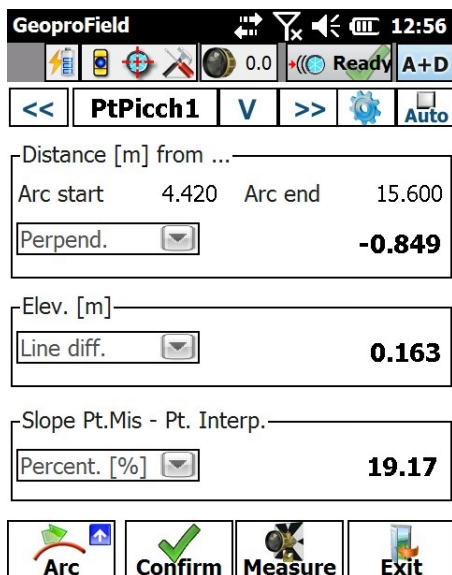 GeoproField 12:56
0.0 Ready A+D
<< PtPicch1 V >> Auto
Distance [m] from ...
Arc start 4.420 Arc end 15.600
Perpend. -0.849
Elev. [m]
Line diff. 0.163
Slope Pt.Mis - Pt. Interp.
Percent. [%] 19.17
Arc Confirm Measure Exit